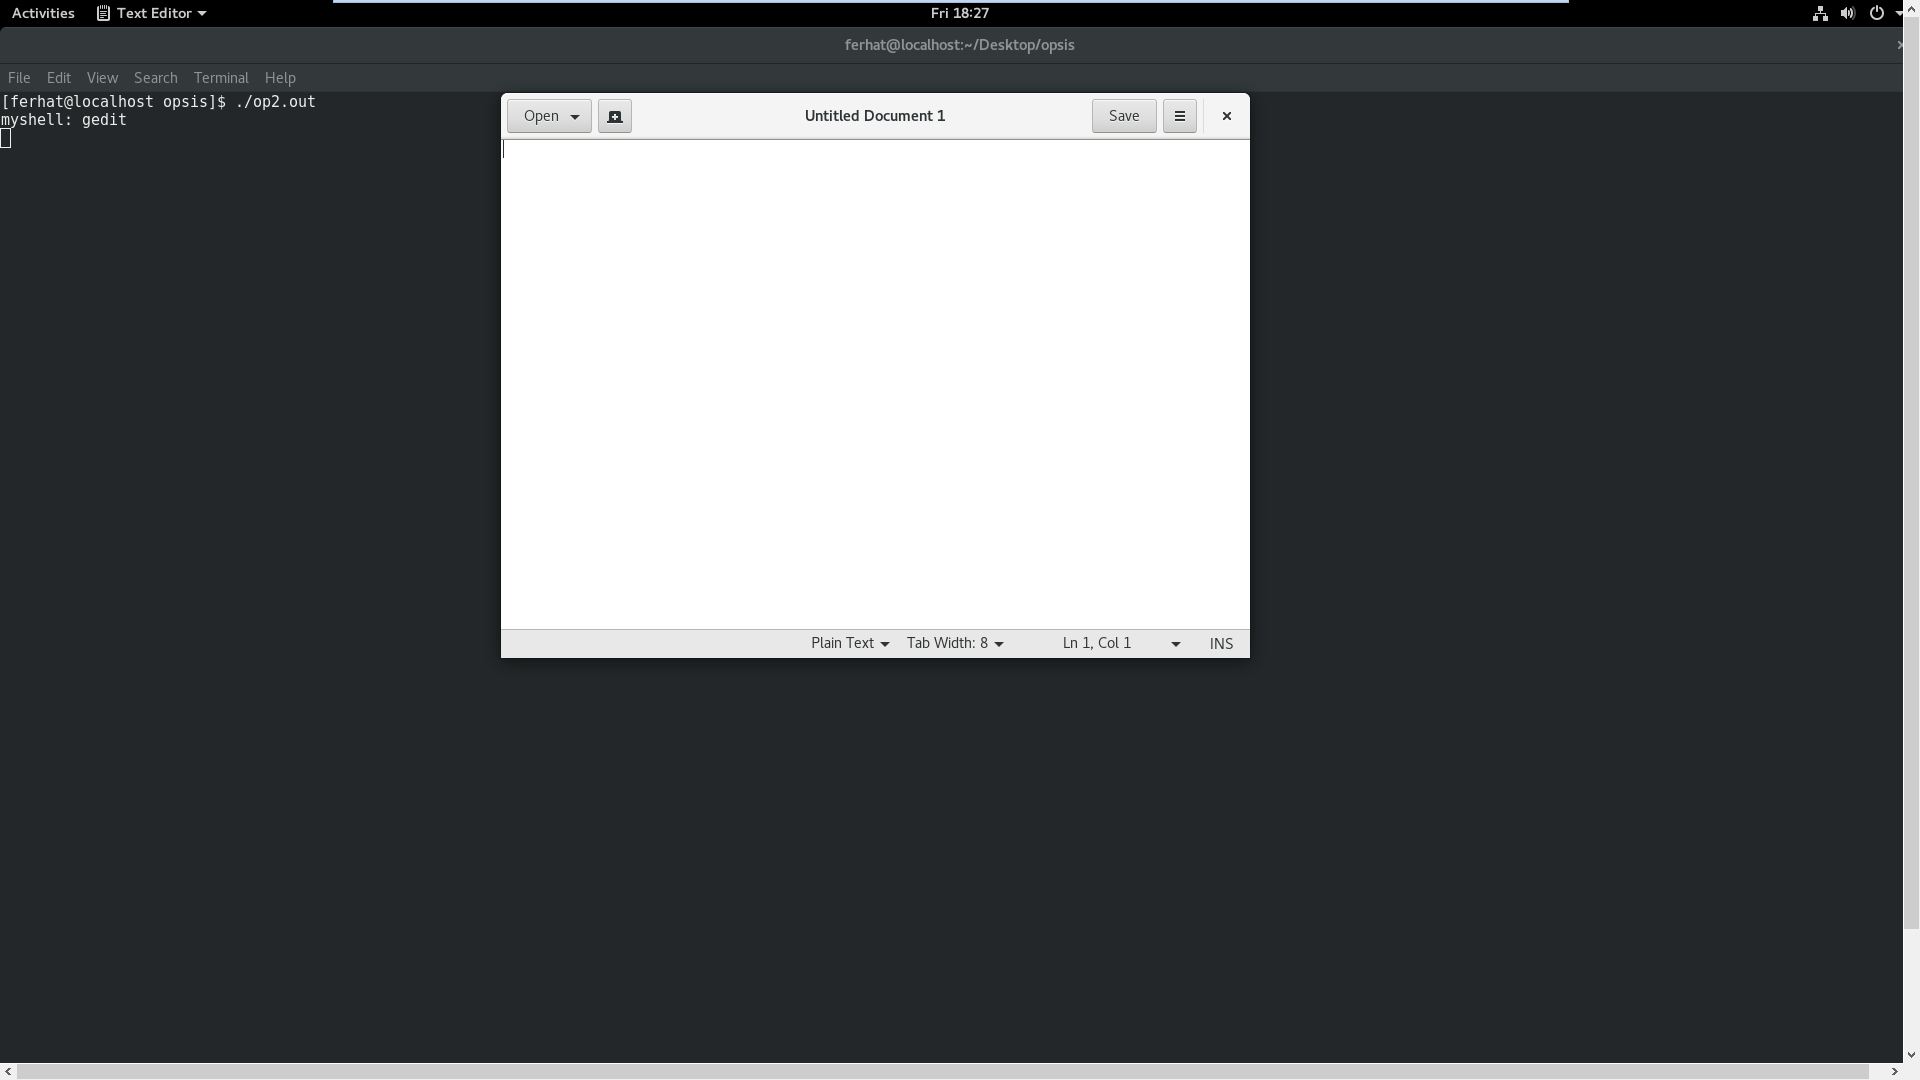 Activities Text Editor Fri 18:27
ferhat@localhost:~/Desktop/opsis
File Edit View Search Terminal Help
[ferhat@localhost opsis]$ ./op2.out
myshell: gedit
Open Untitled Document 1 Save
Plain Text Tab Width: 8 Ln 1, Col 1 INS